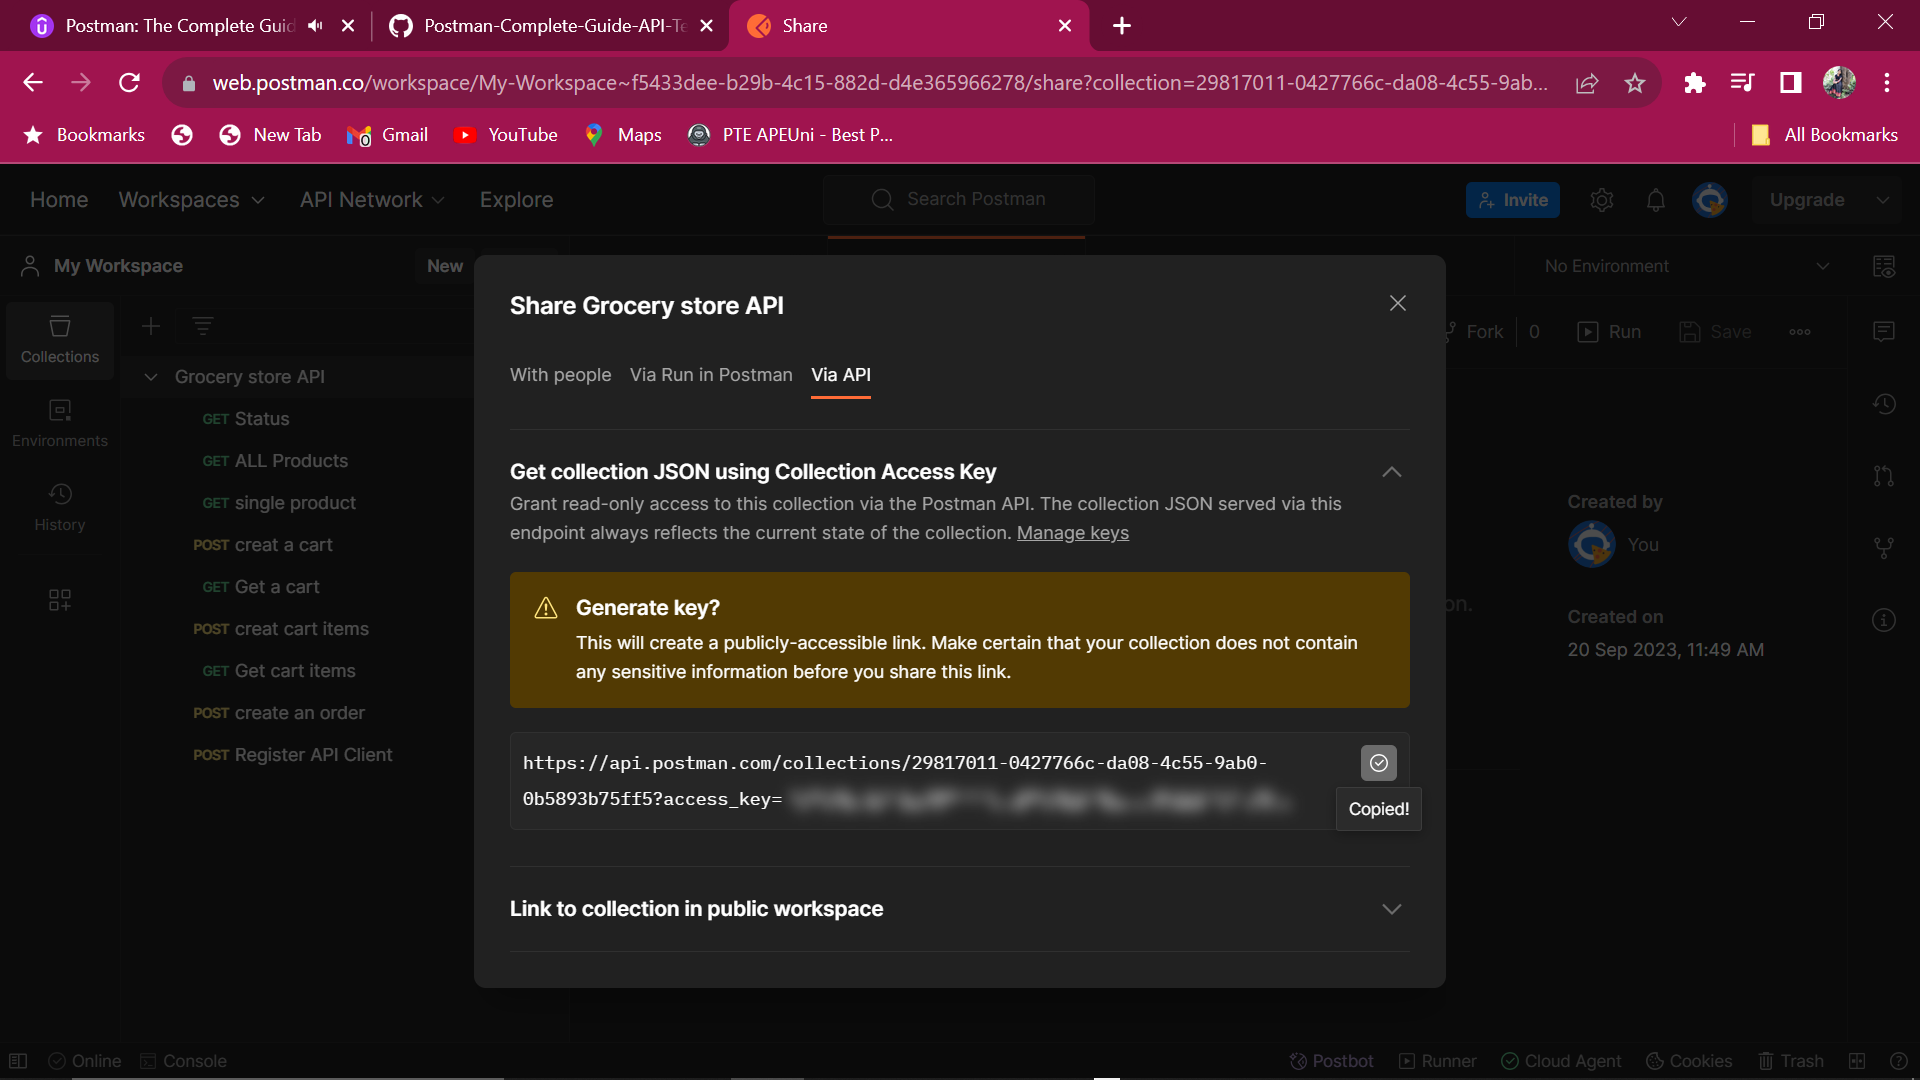 Postman: The Complete Guid
Postman-Complete-Guide-API-Te
Share
web.postman.co/workspace/My-Workspace~f5433dee-b29b-4c15-882d-d4e365966278/share?collection=29817011-0427766c-da08-4c55-9ab...
Bookmarks
New Tab
0
Gmail
YouTube
Maps
PTE APEUni - Best P...
All Bookmarks
Home
Workspaces
API Network
Explore
Search Postman
Invite
Upgrade
My Workspace
New
No Environment
Share Grocery store API
Fork
0
Run
Save
Collections
With people
Via Run in Postman
Via API
Grocery store API
GET Status
Environments
GET ALL Products
Get collection JSON using Collection Access Key
GET single product
Grant read-only access to this collection via the Postman API. The collection JSON served via this
endpoint always reflects the current state of the collection. Manage keys
History
Created by
You
POST creat a cart
GET Get a cart
POST creat cart items
GET Get cart items
POST create an order
POST Register API Client
Generate key?
This will create a publicly-accessible link. Make certain that your collection does not contain
any sensitive information before you share this link.
on.
Created on
20 Sep 2023, 11:49 AM
https://api.postman.com/collections/29817011-0427766c-da08-4c55-9ab0-
0b5893b75ff5?access_key=
Copied!
Link to collection in public workspace
Online
Console
Postbot
Runner
Cloud Agent
Cookies
Trash